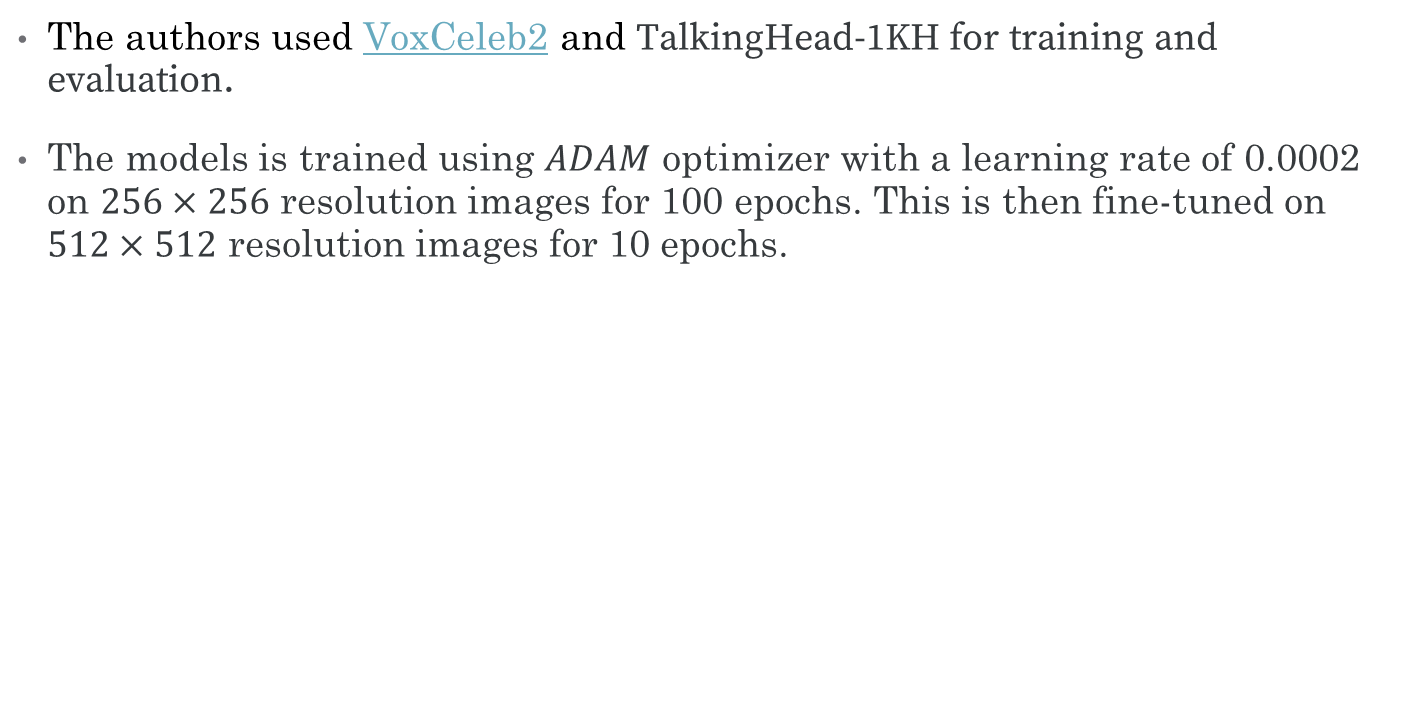 • The authors used VoxCeleb2 and TalkingHead-1KH for training and
evaluation.
• The models is trained using ADAM optimizer with a learning rate of 0.0002
on 256 × 256 resolution images for 100 epochs. This is then fine-tuned on
512 × 512 resolution images for 10 epochs.